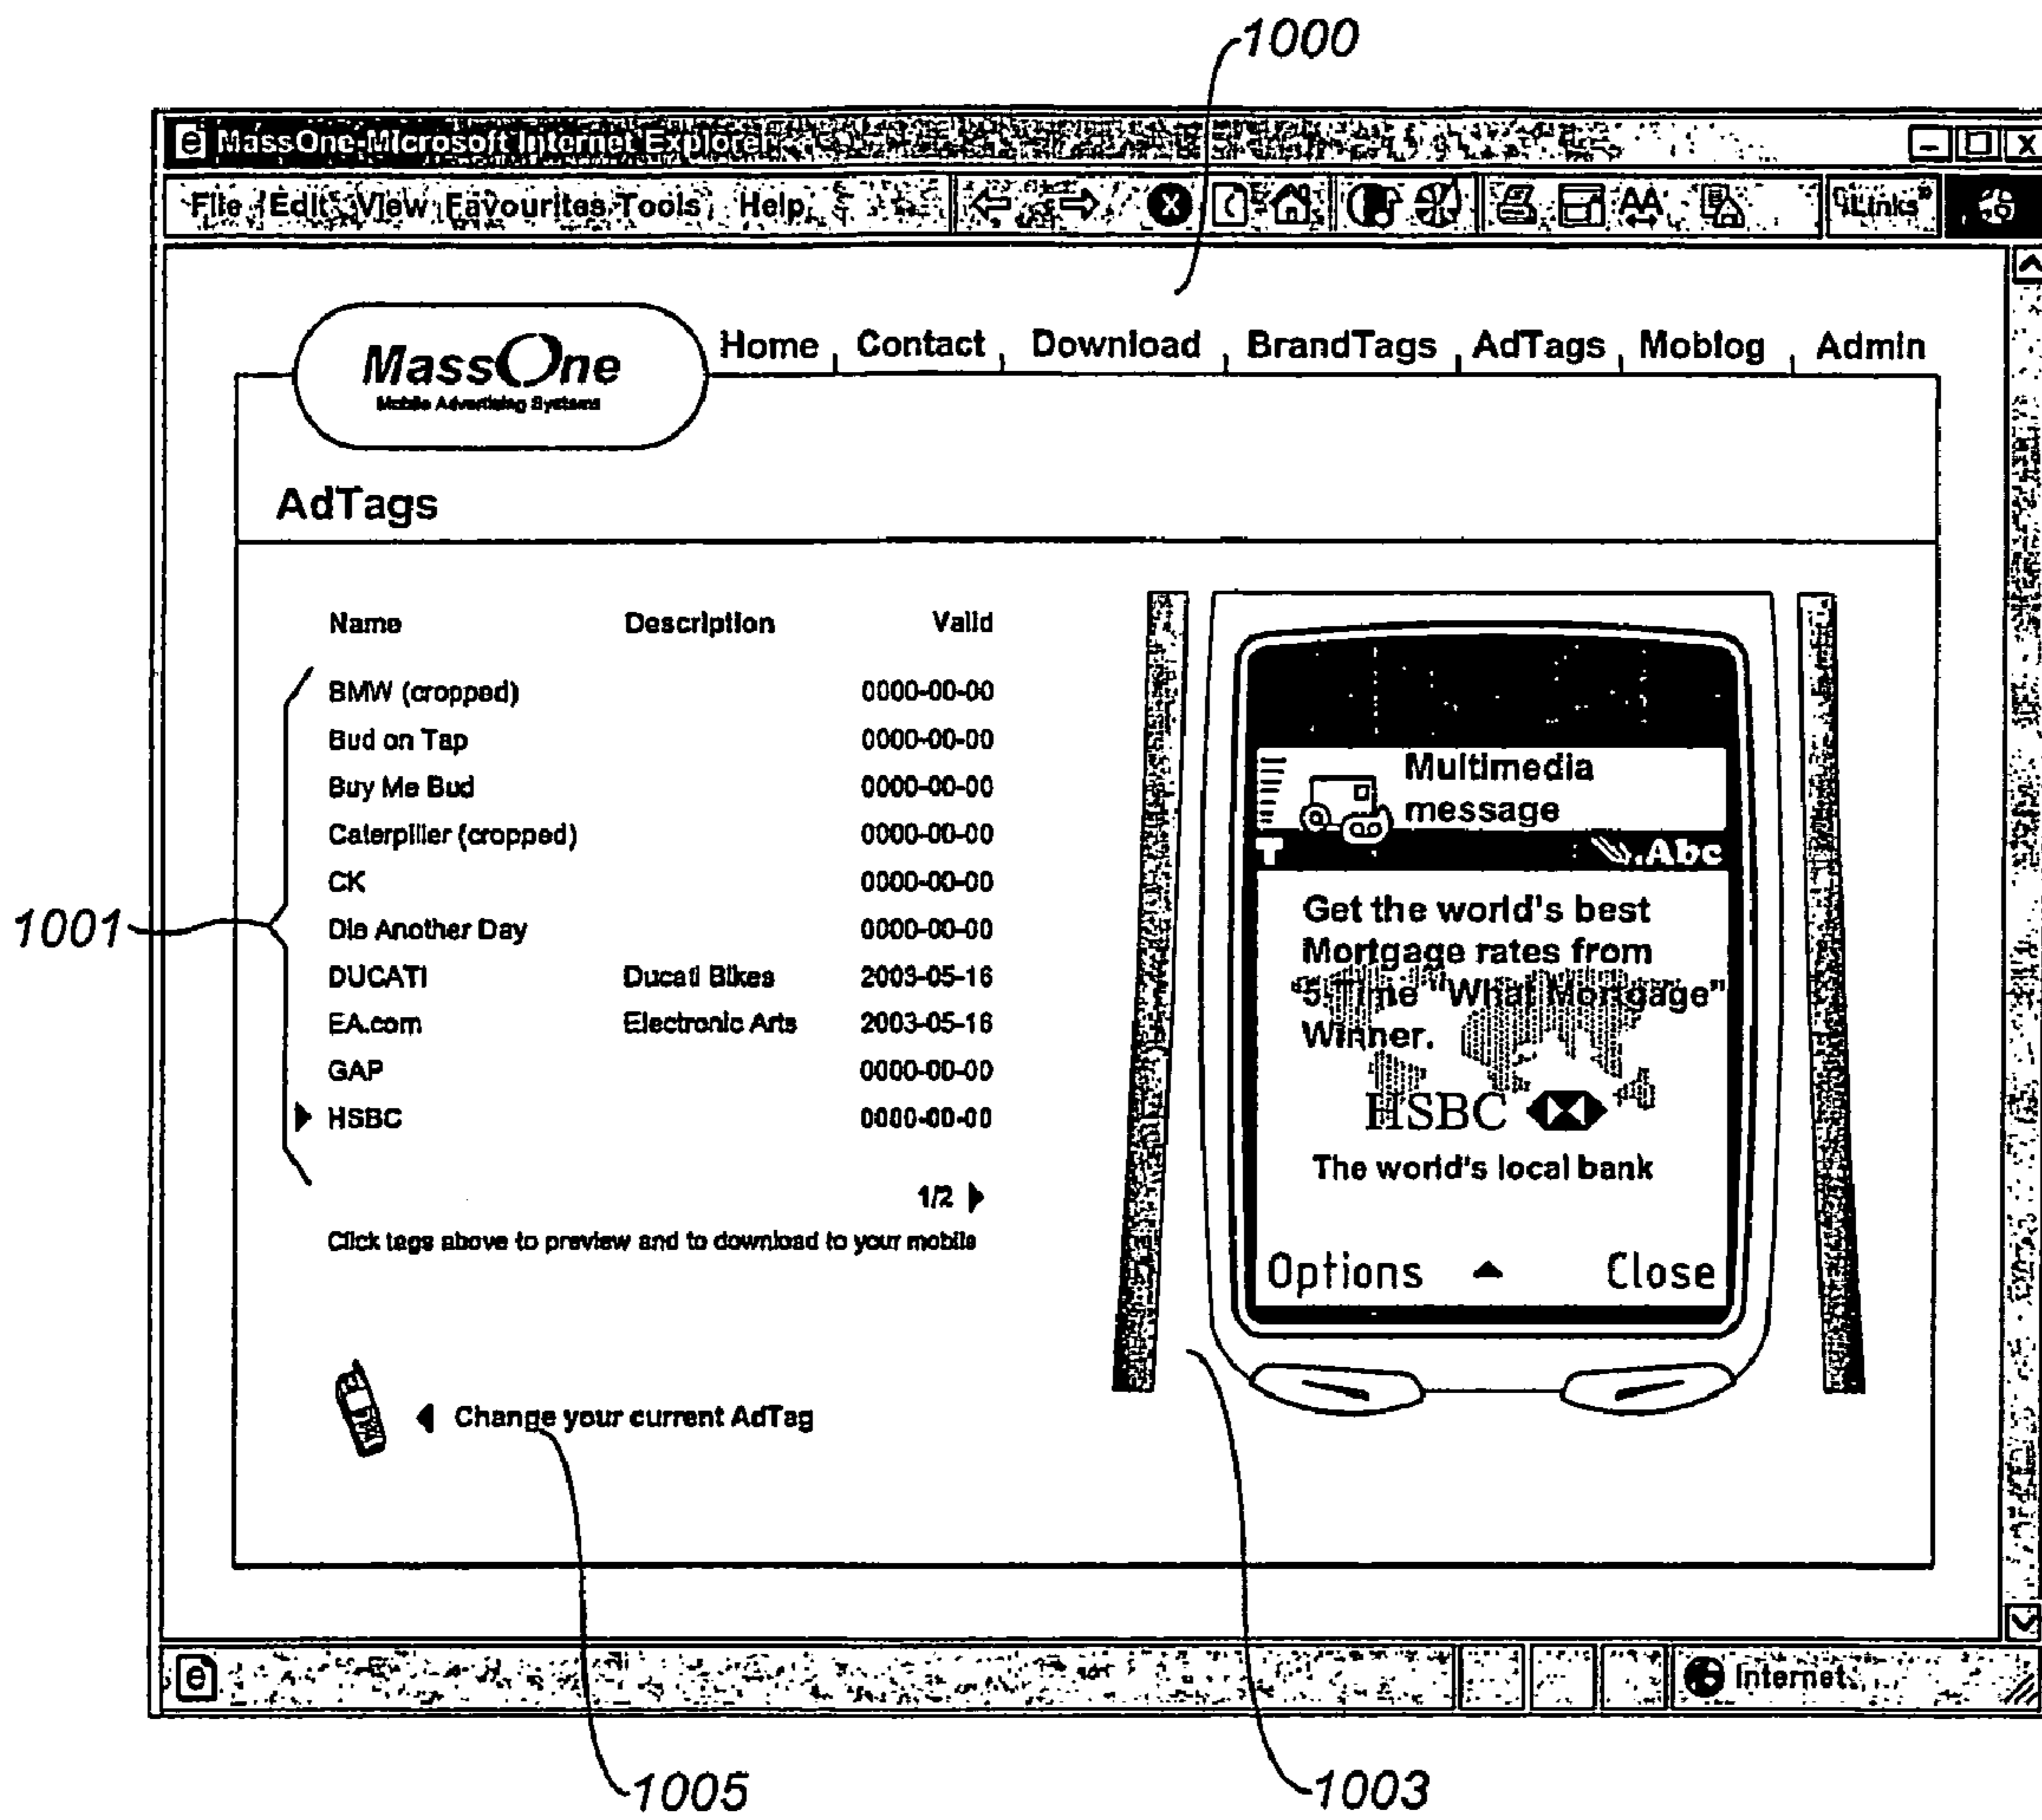 1000
MassOne-Microsoft Internet Explorer
File Edit View Favourites Tools Help
Links"
MassOne
Mobile Advertising Systems
Home Contact Download BrandTags AdTags Moblog Admin
AdTags
Name Description Valid
BMW (cropped) 0000-00-00
Bud on Tap 0000-00-00
Buy Me Bud 0000-00-00
Caterpiller (cropped) 0000-00-00
CK 0000-00-00
Die Another Day 0000-00-00
DUCATI Ducati Bikes 2003-05-16
EA.com Electronic Arts 2003-05-16
GAP 0000-00-00
HSBC 0000-00-00
1/2
Click tags above to preview and to download to your mobile
Change your current AdTag
Multimedia
message
T .Abc
Get the world's best
Mortgage rates from
"5 Time "What Mortgage"
Winner.
HSBC
The world's local bank
Options Close
Internet
1001
1005
1003